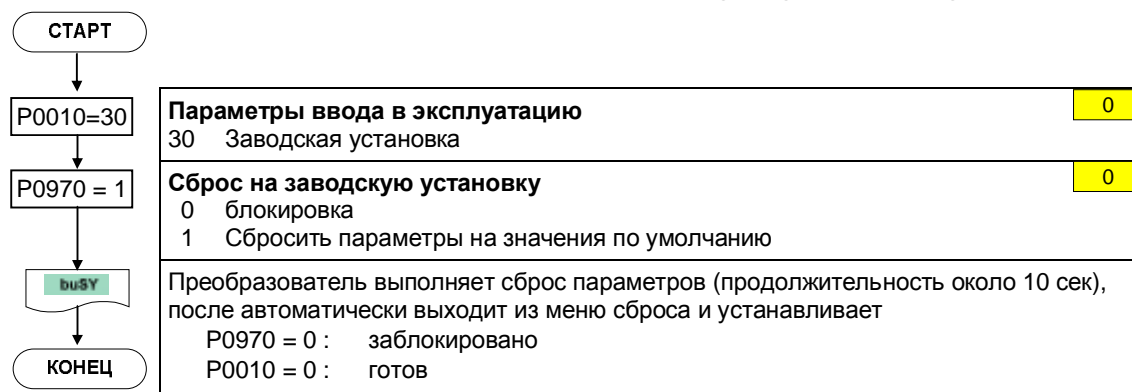 СТАРТ
P0010=30
Параметры ввода в эксплуатацию 0
30 Заводская установка
P0970 = 1
Сброс на заводскую установку 0
0 блокировка
1 Сбросить параметры на значения по умолчанию
buSY
Преобразователь выполняет сброс параметров (продолжительность около 10 сек),
после автоматически выходит из меню сброса и устанавливает
P0970 = 0 : заблокировано
P0010 = 0 : готов
КОНЕЦ